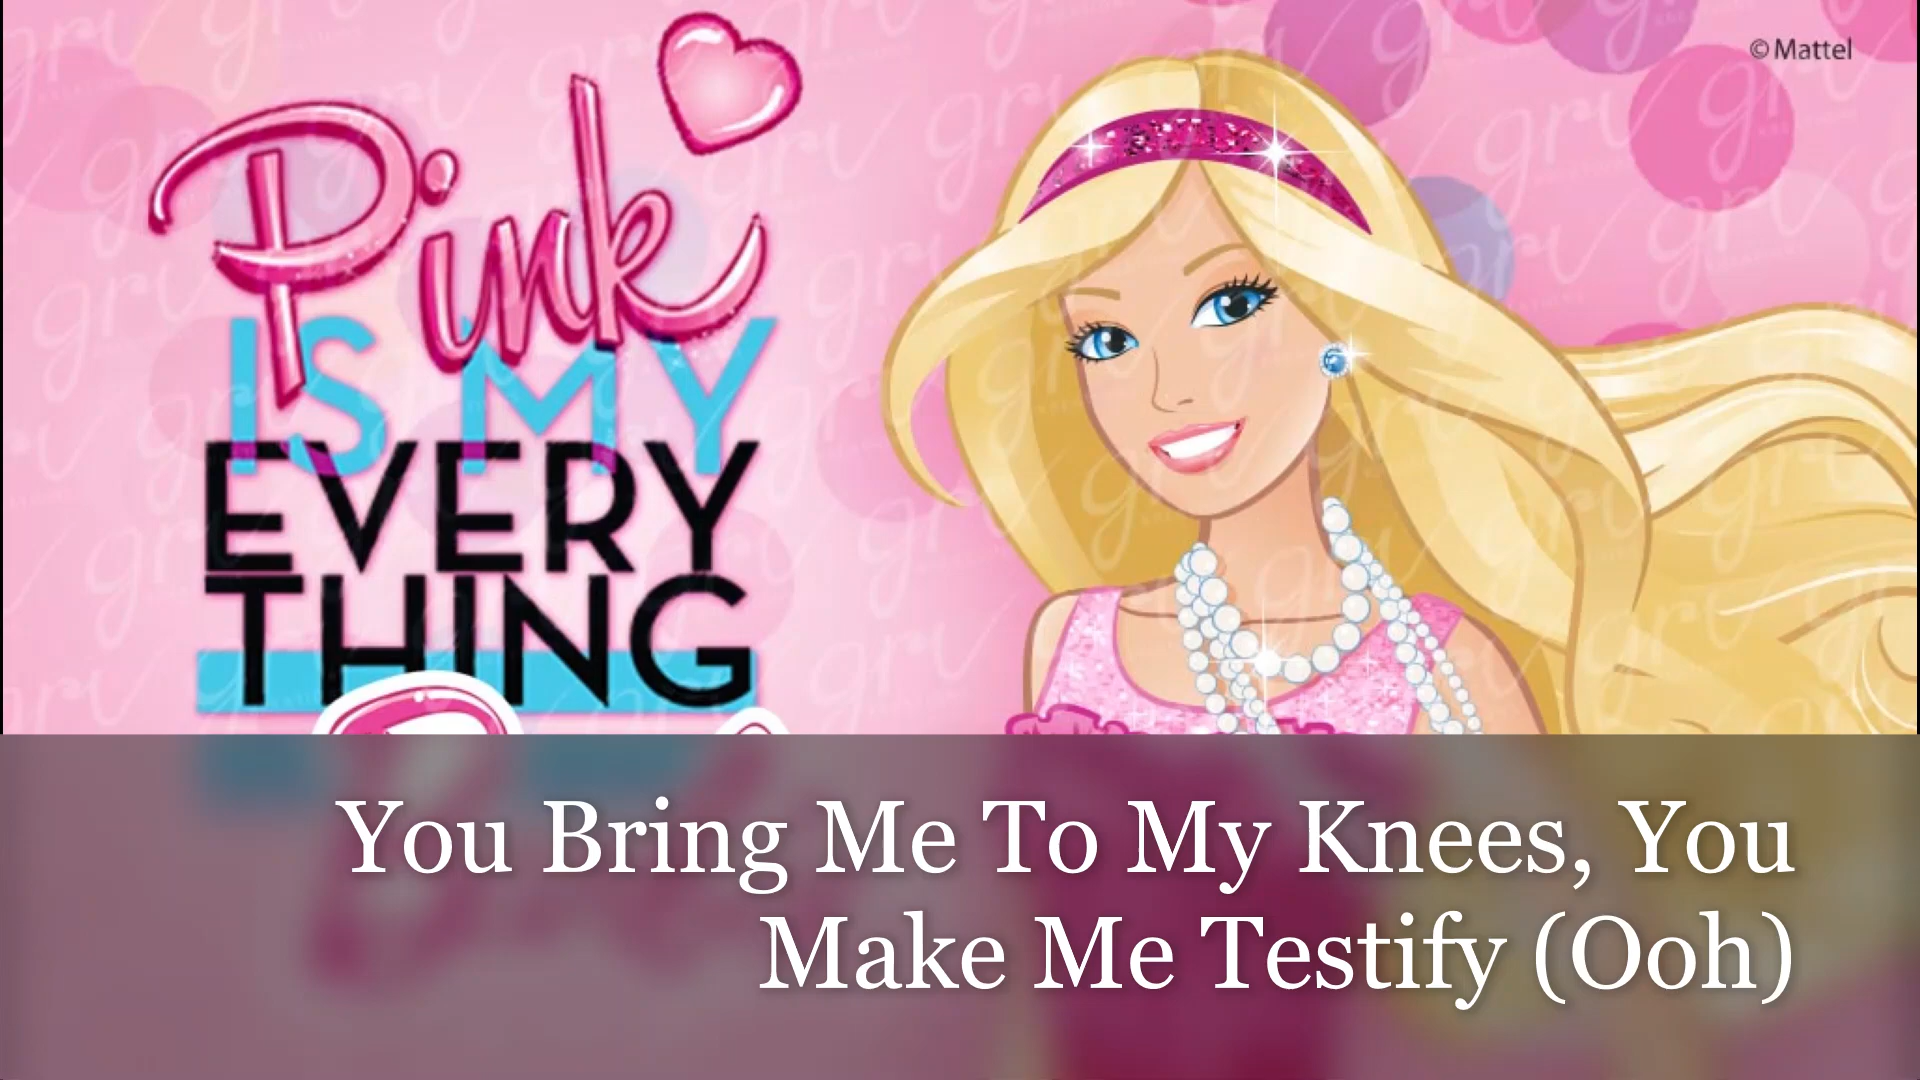 ©Mattel
Pink
IS MY
EVERY
THING
You Bring Me To My Knees, You
Make Me Testify (Ooh)